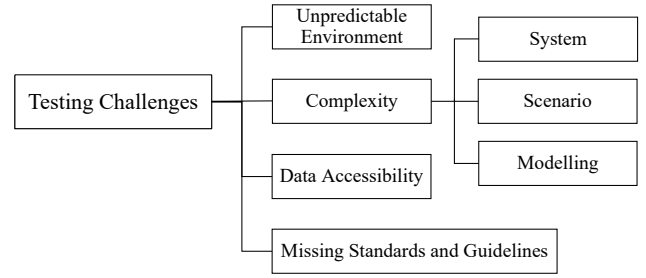 Testing Challenges
Unpredictable
Environment
Complexity
System
Scenario
Modelling
Data Accessibility
Missing Standards and Guidelines